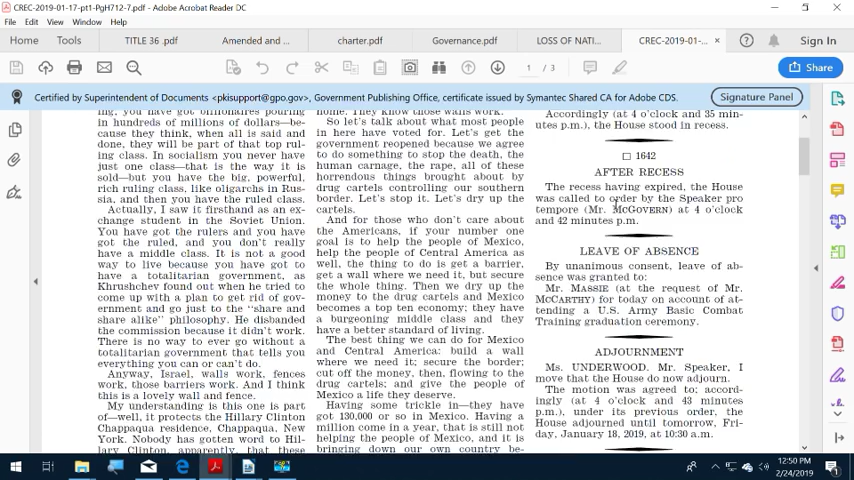 CREC-2019-01-17-pt1-PgH712-7.pdf - Adobe Acrobat Reader DC
File Edit View Window Help
Home Tools TITLE 36 .pdf Amended and ... charter.pdf Governance.pdf LOSS OF NATI... CREC-2019-01-... × Sign In
1 / 3 Share
Certified by Superintendent of Documents <pkisupport@gpo.gov>, Government Publishing Office, certificate issued by Symantec Shared CA for Adobe CDS. Signature Panel
ing, you have got billionaires pouring
in hundreds of millions of dollars—be-
cause they think, when all is said and
done, they will be part of that top rul-
ing class. In socialism you never have
just one class—that is the way it is
sold—but you have the big, powerful,
rich ruling class, like oligarchs in Rus-
sia, and then you have the ruled class.
Actually, I saw it firsthand as an ex-
change student in the Soviet Union.
You have got the rulers and you have
got the ruled, and you don't really
have a middle class. It is not a good
way to live because you have got to
have a totalitarian government, as
Khrushchev found out when he tried to
come up with a plan to get rid of gov-
ernment and go just to the "share and
share alike" philosophy. He disbanded
the commission because it didn't work.
There is no way to ever go without a
totalitarian government that tells you
everything you can or can't do.
Anyway, Israel, walls work, fences
work, those barriers work. And I think
this is a lovely wall and fence.
My understanding is this one is part
of—well, it protects the Hillary Clinton
Chappaqua residence, Chappaqua, New
York. Nobody has gotten word to Hil-
lary Clinton, apparently, that these
home. They know those walls work.
So let's talk about what most people
in here have voted for. Let's get the
government reopened because we agree
to do something to stop the death, the
human carnage, the rape, all of these
horrendous things brought about by
drug cartels controlling our southern
border. Let's stop it. Let's dry up the
cartels.
And for those who don't care about
the Americans, if your number one
goal is to help the people of Mexico,
help the people of Central America as
well, the thing to do is get a barrier,
get a wall where we need it, but secure
the whole thing. Then we dry up the
money to the drug cartels and Mexico
becomes a top ten economy; they have
a burgeoning middle class and they
have a better standard of living.
The best thing we can do for Mexico
and Central America: build a wall
where we need it; secure the border;
cut off the money, then, flowing to the
drug cartels; and give the people of
Mexico a life they deserve.
Having some trickle in—they have
got 130,000 or so in Mexico. Having a
million come in a year, that is still not
helping the people of Mexico, and it is
bringing down our own country be-
Accordingly (at 4 o'clock and 35 min-
utes p.m.), the House stood in recess.
□ 1642
AFTER RECESS
The recess having expired, the House
was called to order by the Speaker pro
tempore (Mr. MCGOVERN) at 4 o'clock
and 42 minutes p.m.
LEAVE OF ABSENCE
By unanimous consent, leave of ab-
sence was granted to:
Mr. MASSIE (at the request of Mr.
MCCARTHY) for today on account of at-
tending a U.S. Army Basic Combat
Training graduation ceremony.
ADJOURNMENT
Ms. UNDERWOOD. Mr. Speaker, I
move that the House do now adjourn.
The motion was agreed to; accord-
ingly (at 4 o'clock and 43 minutes
p.m.), under its previous order, the
House adjourned until tomorrow, Fri-
day, January 18, 2019, at 10:30 a.m.
12:50 PM
2/24/2019